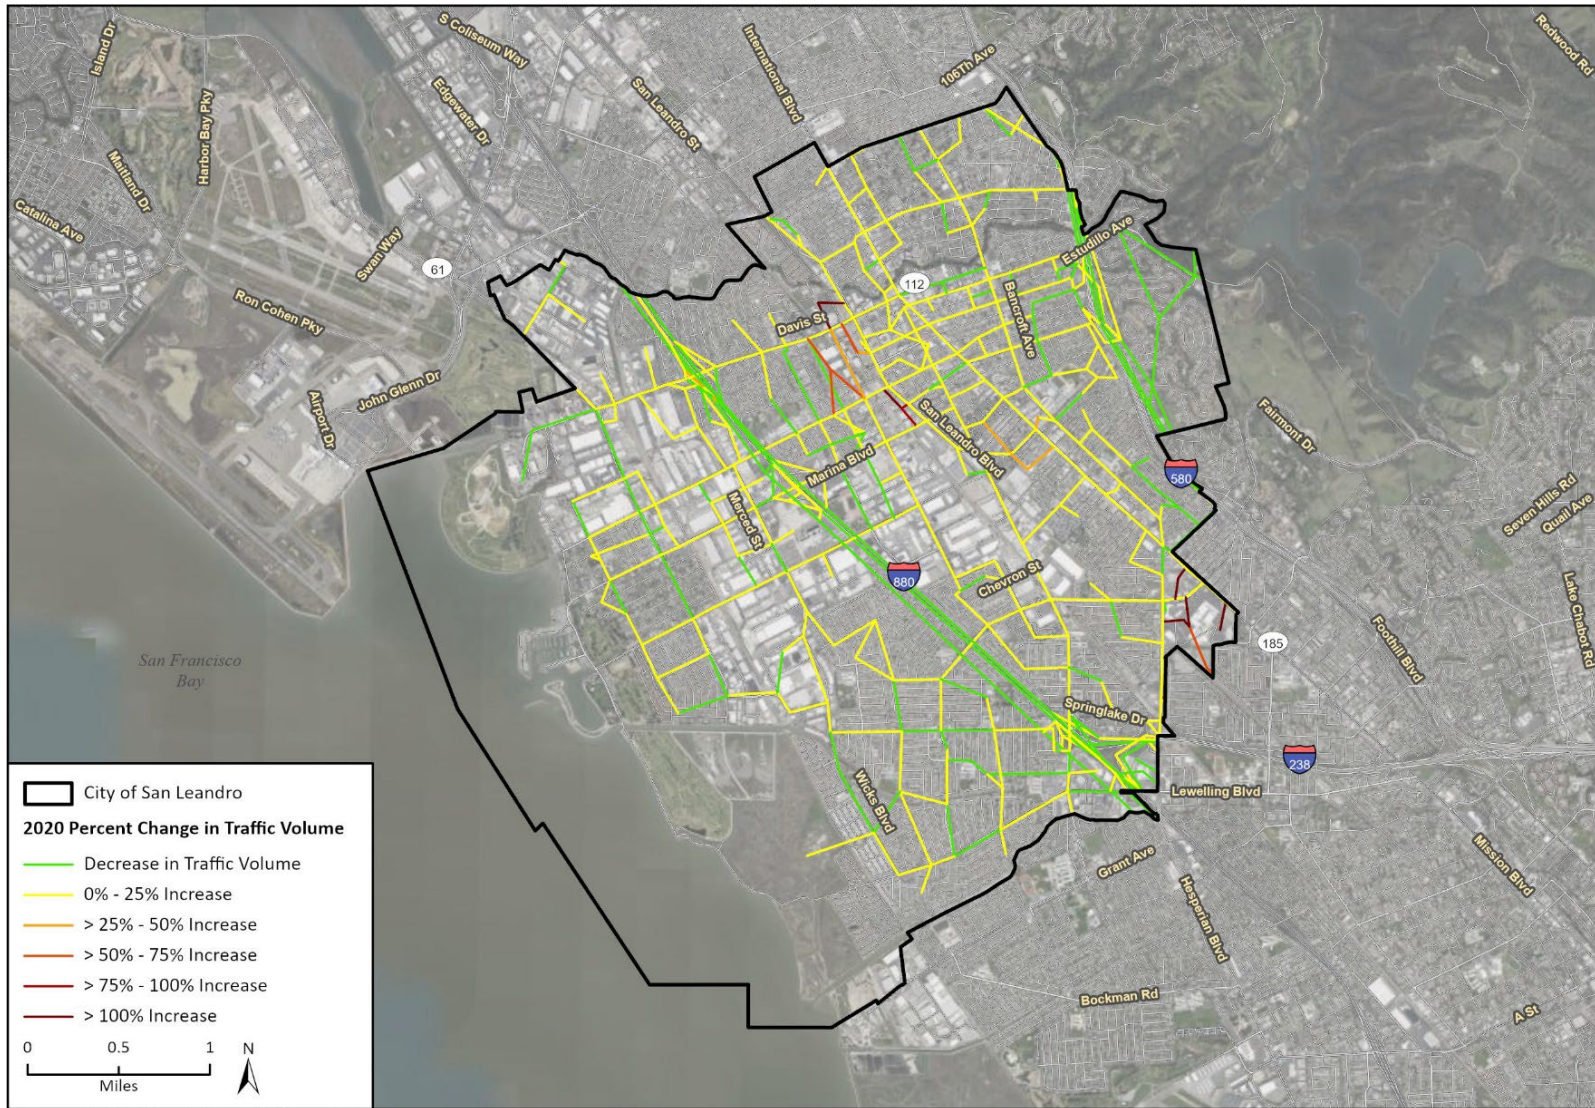 Island Dr
Harbor Bay Pky
Maitland Dr
Catalina Ave
S Coliseum Way
Edgewater Dr
San Leandro St
International Blvd
106Th Ave
Redwood Rd
Swan Way
61
Ron Cohen Pky
John Glenn Dr
Airport Dr
Estudillo Ave
112
Bancroft Ave
Davis St
San Leandro Blvd
Marina Blvd
Merced St
Fairmont Dr
580
Seven Hills Rd
Quail Ave
880
Chevron St
Lake Chabot Rd
Foothill Blvd
185
San Francisco
Bay
Springlake Dr
238
Lewelling Blvd
Wicks Blvd
Grant Ave
Hesperian Blvd
Mission Blvd
Bockman Rd
A St
City of San Leandro
2020 Percent Change in Traffic Volume
Decrease in Traffic Volume
0% - 25% Increase
> 25% - 50% Increase
> 50% - 75% Increase
> 75% - 100% Increase
> 100% Increase
0 0.5 1
Miles
N